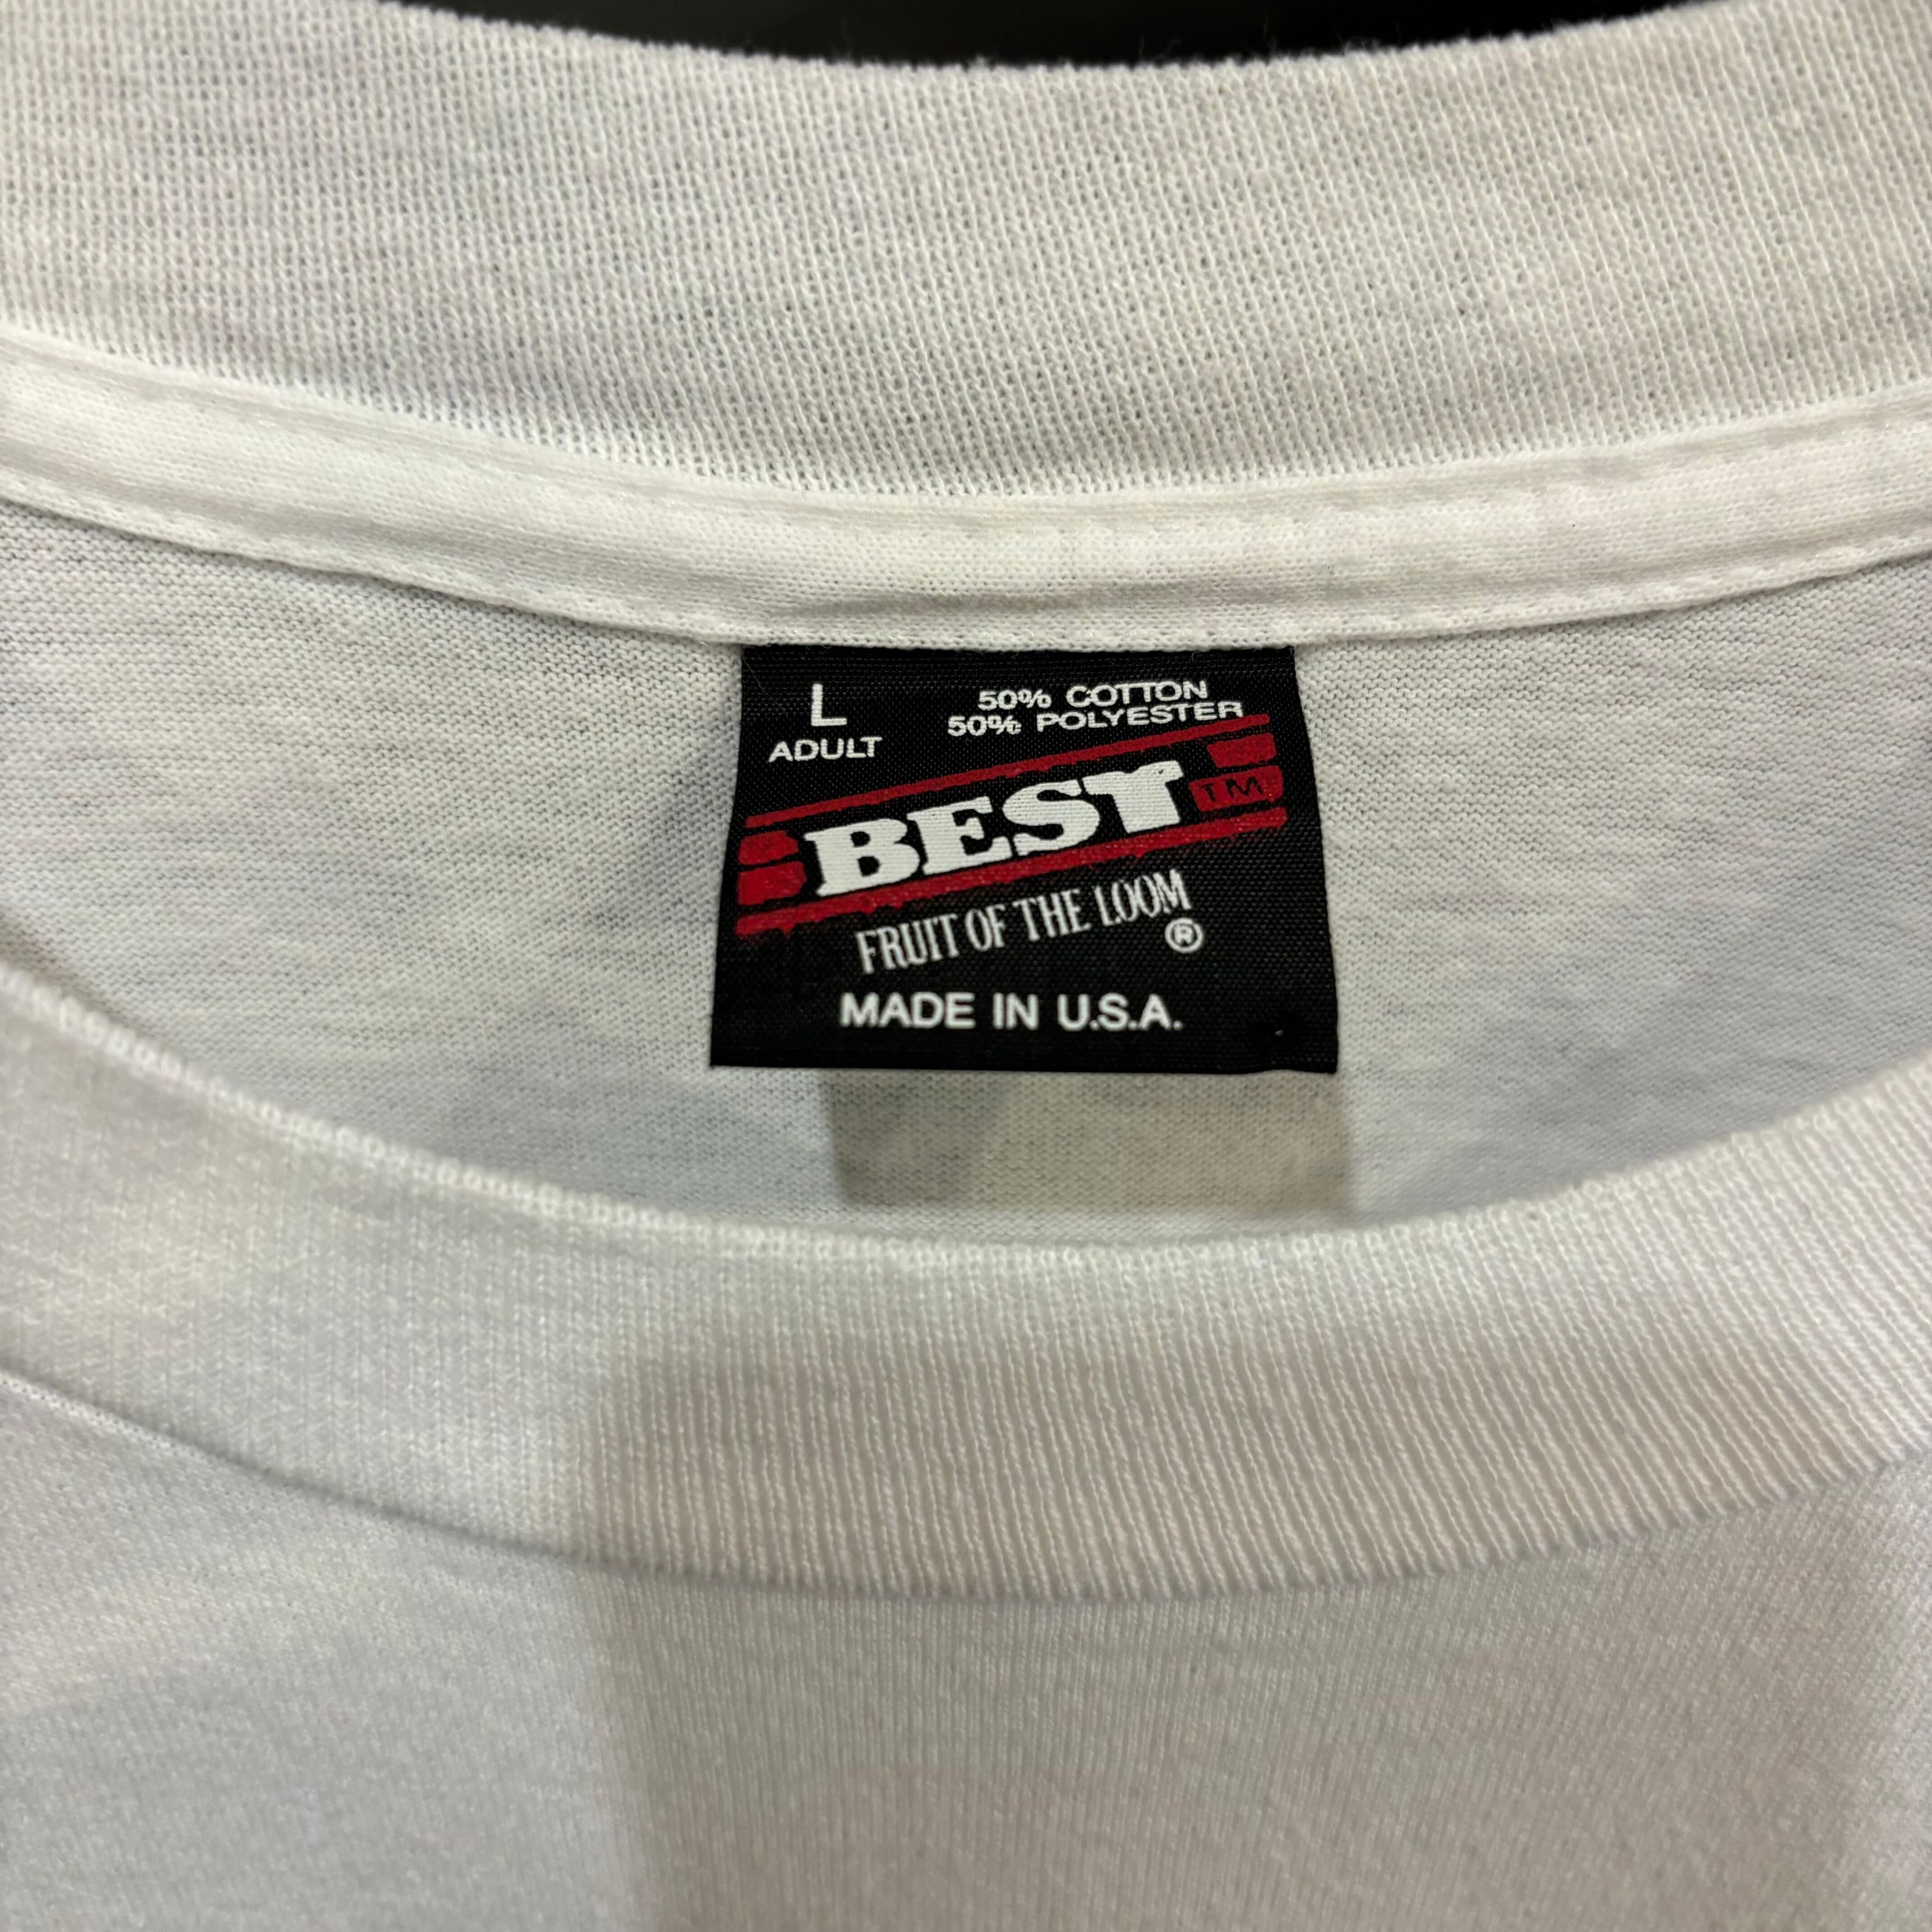 L
ADULT
50% COTTON
50% POLYESTER
BEST TM
FRUIT OF THE LOOM
®
MADE IN U.S.A.